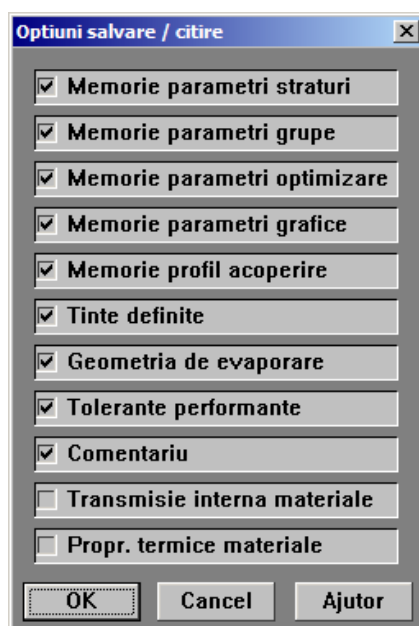 Optiuni salvare / citire
Memorie parametri straturi
Memorie parametri grupe
Memorie parametri optimizare
Memorie parametri grafice
Memorie profil acoperire
Tinte definite
Geometria de evaporare
Tolerante performante
Comentariu
Transmisie interna materiale
Propr. termice materiale
OK Cancel Ajutor